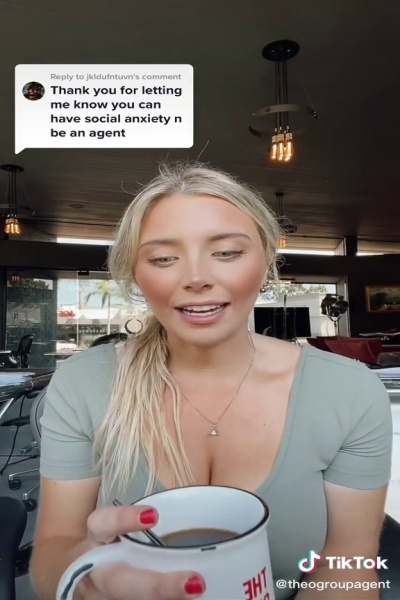 Reply to jkldufntuvn's comment
Thank you for letting
me know you can
have social anxiety n
be an agent
THE
TikTok
@theogroupagent